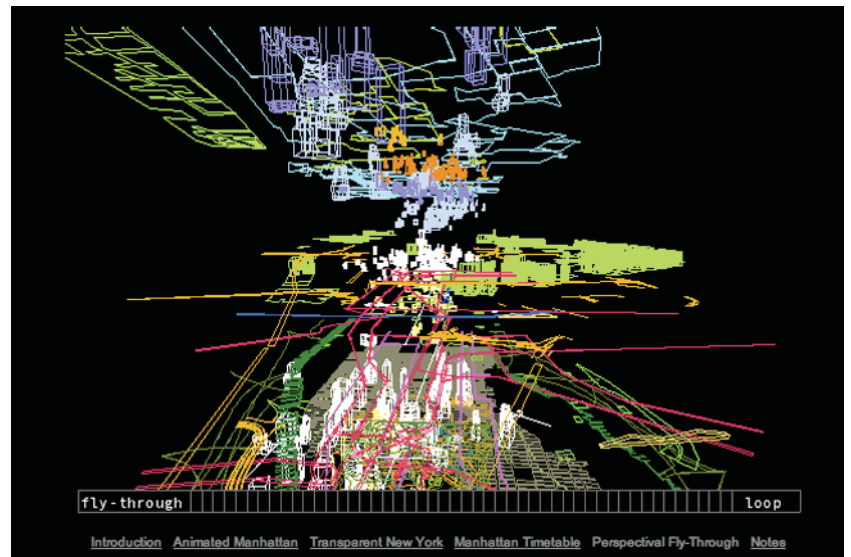 fly-through loop
Introduction Animated Manhattan Transparent New York Manhattan Timetable Perspectival Fly-Through Notes